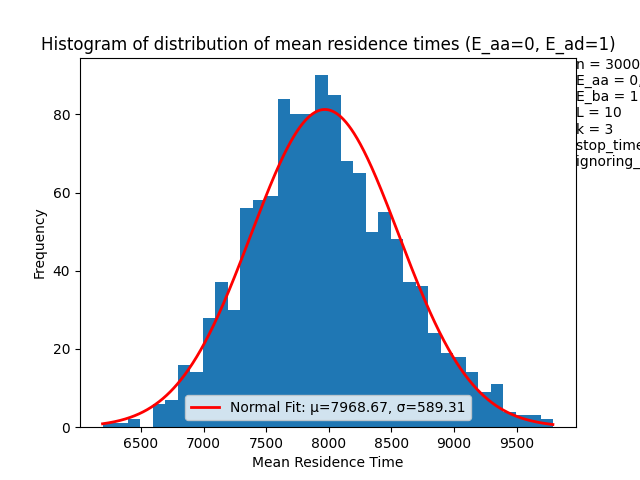 Histogram of distribution of mean residence times (E_aa=0, E_ad=1)
n = 3000
E_aa = 0,
E_ba = 1
L = 10
k = 3
stop_time
ignoring_
Frequency
80
60
40
20
0
Normal Fit: μ=7968.67, σ=589.31
6500 7000 7500 8000 8500 9000 9500
Mean Residence Time